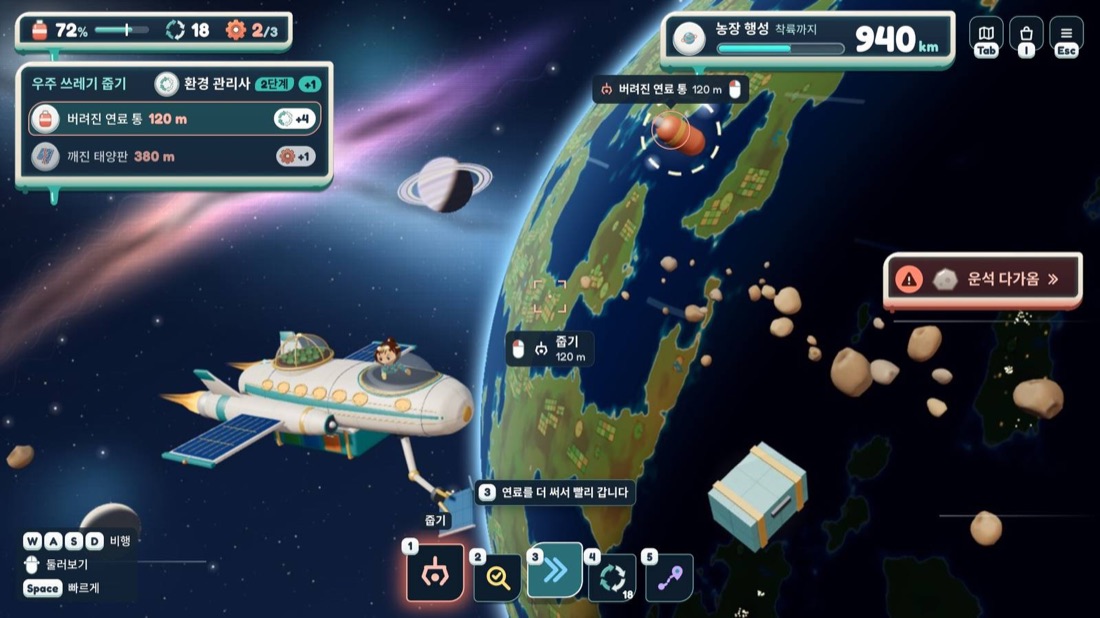 72% 18 2/3
우주 쓰레기 줍기 환경 관리사 2단계 +1
버려진 연료 통 120 m +4
깨진 태양판 380 m +1
농장 행성 착륙까지 940 km
Tab I Esc
버려진 연료 통 120 m
운석 다가옴
줍기
120 m
3 연료를 더 써서 빨리 갑니다
줍기
W A S D 비행
둘러보기
Space 빠르게
1 2 3 4 18 5